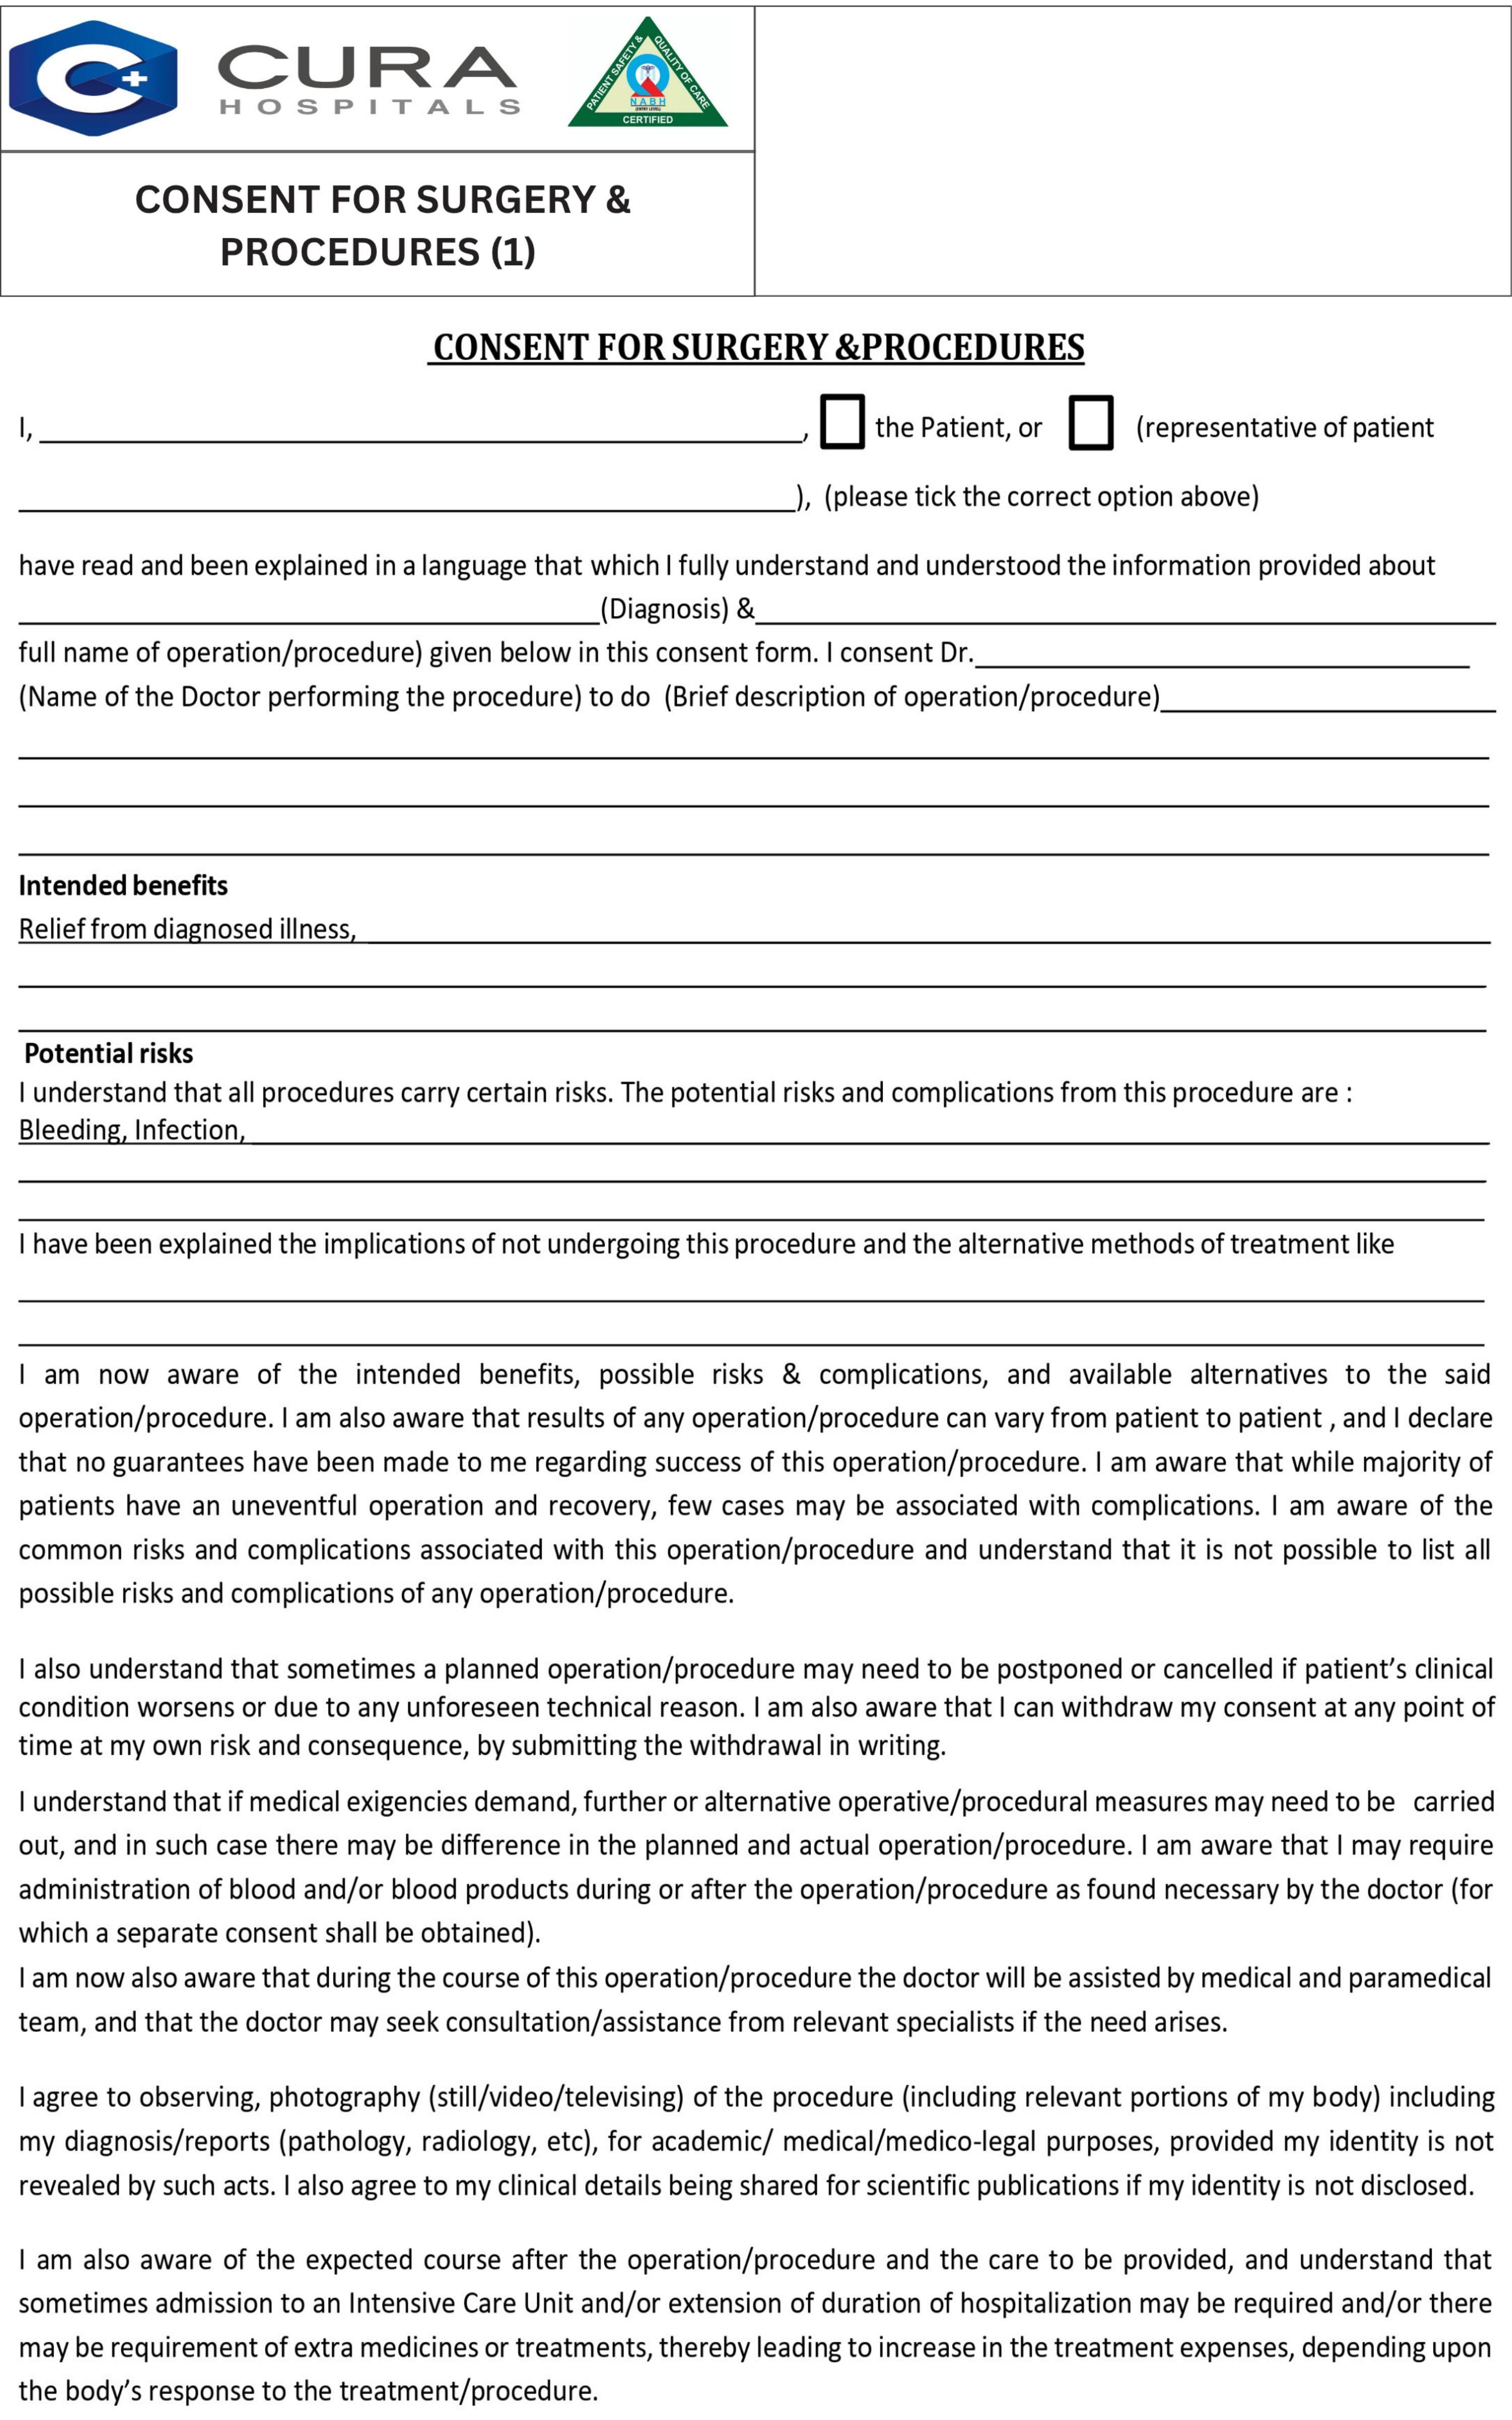 CURA
HOSPITALS
PATIENT SAFETY & QUALITY OF CARE
NABH
(ENTRY LEVEL)
CERTIFIED
CONSENT FOR SURGERY &
PROCEDURES (1)
CONSENT FOR SURGERY &PROCEDURES
I, ____________________, the Patient, or (representative of patient
____________________), (please tick the correct option above)
have read and been explained in a language that which I fully understand and understood the information provided about
____________________(Diagnosis) &____________________
full name of operation/procedure) given below in this consent form. I consent Dr.____________________
(Name of the Doctor performing the procedure) to do (Brief description of operation/procedure)____________________
Intended benefits
Relief from diagnosed illness, ____________________
Potential risks
I understand that all procedures carry certain risks. The potential risks and complications from this procedure are :
Bleeding, Infection, ____________________
I have been explained the implications of not undergoing this procedure and the alternative methods of treatment like
I am now aware of the intended benefits, possible risks & complications, and available alternatives to the said
operation/procedure. I am also aware that results of any operation/procedure can vary from patient to patient , and I declare
that no guarantees have been made to me regarding success of this operation/procedure. I am aware that while majority of
patients have an uneventful operation and recovery, few cases may be associated with complications. I am aware of the
common risks and complications associated with this operation/procedure and understand that it is not possible to list all
possible risks and complications of any operation/procedure.
I also understand that sometimes a planned operation/procedure may need to be postponed or cancelled if patient’s clinical
condition worsens or due to any unforeseen technical reason. I am also aware that I can withdraw my consent at any point of
time at my own risk and consequence, by submitting the withdrawal in writing.
I understand that if medical exigencies demand, further or alternative operative/procedural measures may need to be carried
out, and in such case there may be difference in the planned and actual operation/procedure. I am aware that I may require
administration of blood and/or blood products during or after the operation/procedure as found necessary by the doctor (for
which a separate consent shall be obtained).
I am now also aware that during the course of this operation/procedure the doctor will be assisted by medical and paramedical
team, and that the doctor may seek consultation/assistance from relevant specialists if the need arises.
I agree to observing, photography (still/video/televising) of the procedure (including relevant portions of my body) including
my diagnosis/reports (pathology, radiology, etc), for academic/ medical/medico-legal purposes, provided my identity is not
revealed by such acts. I also agree to my clinical details being shared for scientific publications if my identity is not disclosed.
I am also aware of the expected course after the operation/procedure and the care to be provided, and understand that
sometimes admission to an Intensive Care Unit and/or extension of duration of hospitalization may be required and/or there
may be requirement of extra medicines or treatments, thereby leading to increase in the treatment expenses, depending upon
the body’s response to the treatment/procedure.